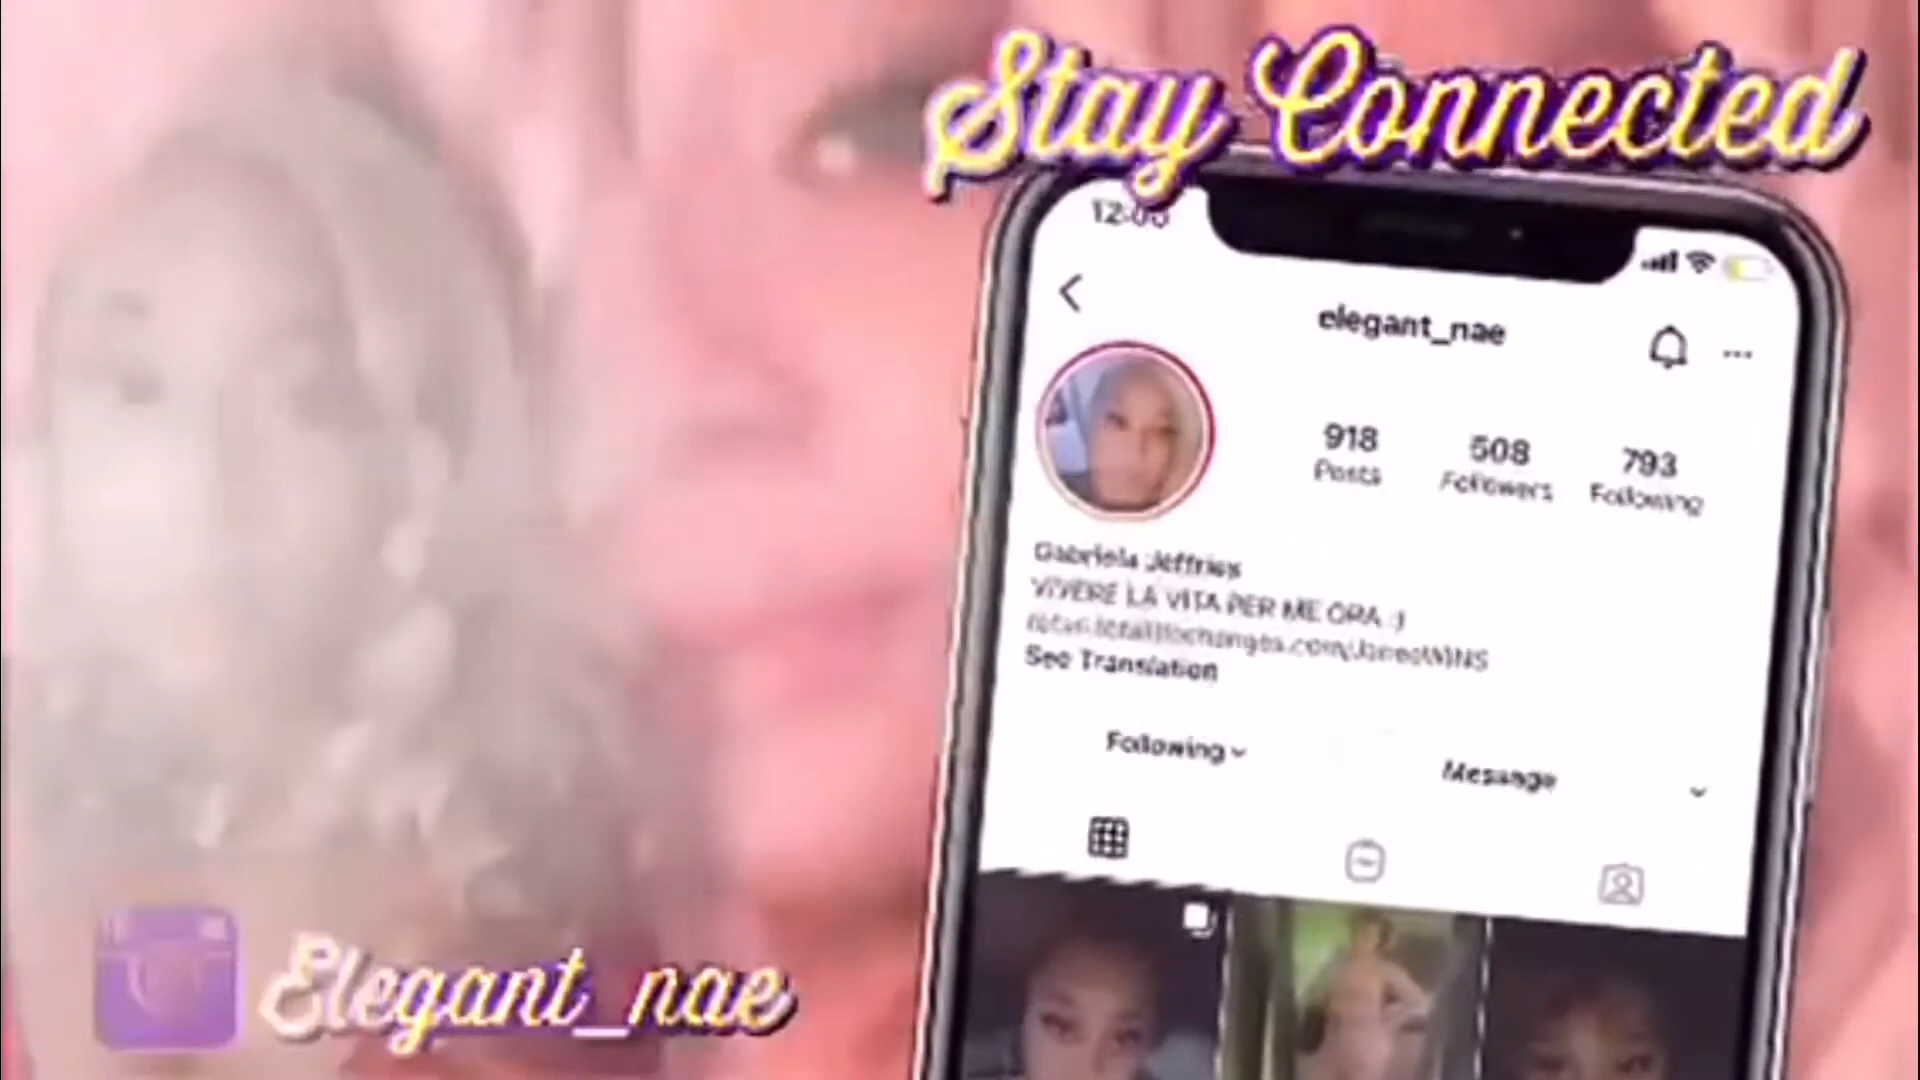 Stay Connected
12:00
elegant_nae
918 508 793
Posts Followers Following
Gabriela Jeffries
VIVERE LA VITA PER ME ORA :)
See Translation
Following
Message
Elegant_nae